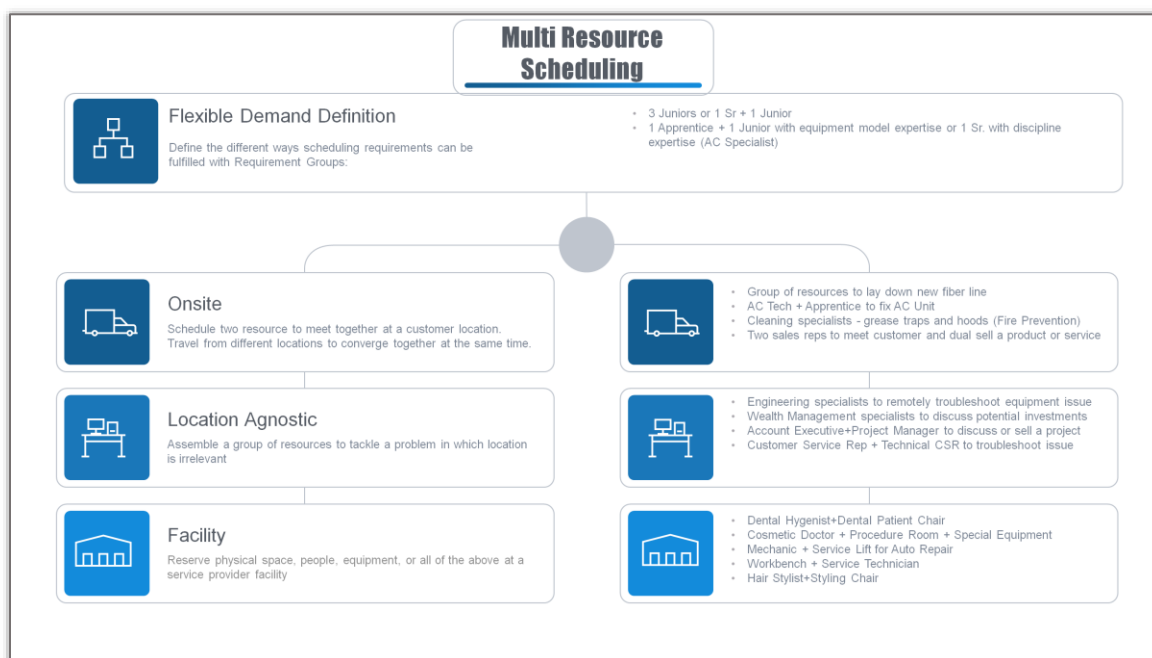 Multi Resource
Scheduling
Flexible Demand Definition
Define the different ways scheduling requirements can be
fulfilled with Requirement Groups:
• 3 Juniors or 1 Sr + 1 Junior
• 1 Apprentice + 1 Junior with equipment model expertise or 1 Sr. with discipline
expertise (AC Specialist)
Onsite
Schedule two resource to meet together at a customer location.
Travel from different locations to converge together at the same time.
• Group of resources to lay down new fiber line
• AC Tech + Apprentice to fix AC Unit
• Cleaning specialists - grease traps and hoods (Fire Prevention)
• Two sales reps to meet customer and dual sell a product or service
Location Agnostic
Assemble a group of resources to tackle a problem in which location
is irrelevant
• Engineering specialists to remotely troubleshoot equipment issue
• Wealth Management specialists to discuss potential investments
• Account Executive+Project Manager to discuss or sell a project
• Customer Service Rep + Technical CSR to troubleshoot issue
Facility
Reserve physical space, people, equipment, or all of the above at a
service provider facility
• Dental Hygenist+Dental Patient Chair
• Cosmetic Doctor + Procedure Room + Special Equipment
• Mechanic + Service Lift for Auto Repair
• Workbench + Service Technician
• Hair Stylist+Styling Chair